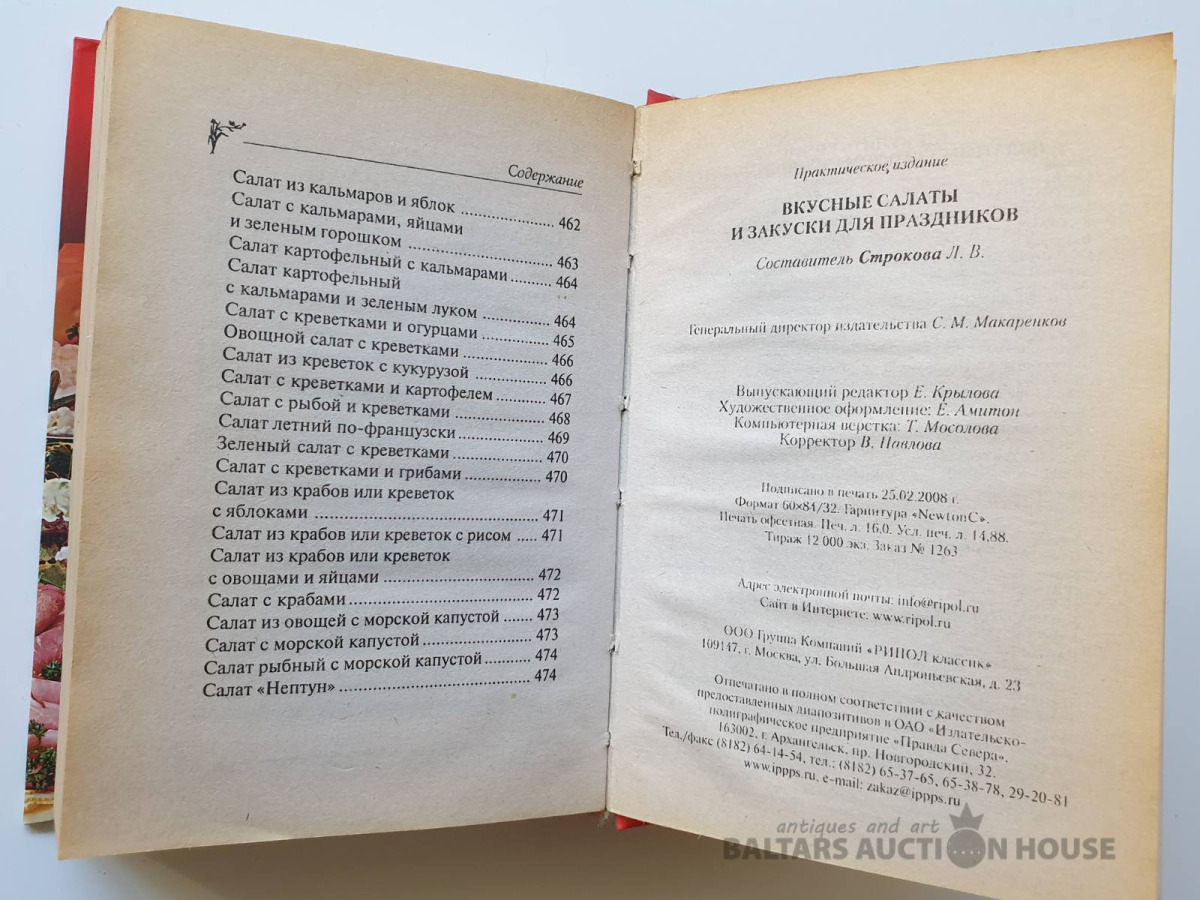 Содержание
Салат из кальмаров и яблок .................... 462
Салат с кальмарами, яйцами
и зеленым горошком ........................... 463
Салат картофельный с кальмарами .......... 464
Салат картофельный
с кальмарами и зеленым луком .............. 464
Салат с креветками и огурцами ............... 465
Овощной салат с креветками .................. 466
Салат из креветок с кукурузой ................ 466
Салат с креветками и картофелем ............ 467
Салат с рыбой и креветками ................... 468
Салат летний по-французски ................... 469
Зеленый салат с креветками .................... 470
Салат с креветками и грибами ................. 470
Салат из крабов или креветок
с яблоками ........................................ 471
Салат из крабов или креветок с рисом ..... 471
Салат из крабов или креветок
с овощами и яйцами ............................ 472
Салат с крабами ................................... 472
Салат из овощей с морской капустой ....... 473
Салат с морской капустой ...................... 473
Салат рыбный с морской капустой ........... 474
Салат «Нептун» .................................... 474
Практическое издание
ВКУСНЫЕ САЛАТЫ
И ЗАКУСКИ ДЛЯ ПРАЗДНИКОВ
Составитель Строкова Л. В.
Генеральный директор издательства С. М. Макаренков
Выпускающий редактор Е. Крылова
Художественное оформление: Е. Амитон
Компьютерная верстка: Т. Мосолова
Корректор В. Павлова
Подписано в печать 25.02.2008 г.
Формат 60×84/32. Гарнитура «NewtonC».
Печать офсетная. Печ. л. 16,0. Усл. печ. л. 14,88.
Тираж 12 000 экз. Заказ № 1263
Адрес электронной почты: info@ripol.ru
Сайт в Интернете: www.ripol.ru
ООО Группа Компаний «РИПОЛ классик»
109147, г. Москва, ул. Большая Андроньевская, д. 23
Отпечатано в полном соответствии с качеством
предоставленных диапозитивов в ОАО «Издательско-
полиграфическое предприятие «Правда Севера».
163002, г. Архангельск, пр. Новгородский, 32.
Тел./факс (8182) 64-14-54, тел.: (8182) 65-37-65, 65-38-78, 29-20-81
www.ippps.ru, e-mail: zakaz@ippps.ru
antiques and art
BALTARS AUCTION HOUSE